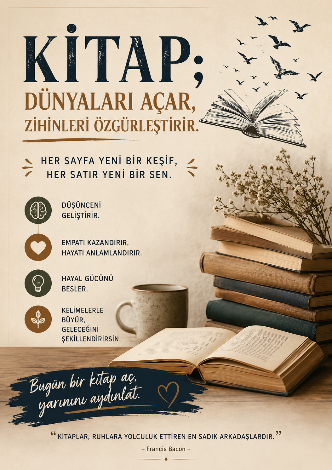 KİTAP;
DÜNYALARI AÇAR,
ZİHİNLERİ ÖZGÜRLEŞTİRİR.
HER SAYFA YENİ BİR KEŞİF,
HER SATIR YENİ BİR SEN.
DÜŞÜNCENİ
GELİŞTİRİR.
EMPATİ KAZANDIRIR,
HAYATI ANLAMLANDIRIR.
HAYAL GÜCÜNÜ
BESLER.
KELİMELERLE
BÜYÜR,
GELECEĞİNİ
ŞEKİLLENDİRİRSİN.
Bugün bir kitap aç,
yarınını aydınlat.
“KİTAPLAR, RUHLARA YOLCULUK ETTİREN EN SADIK ARKADAŞLARDIR.”
– Francis Bacon –